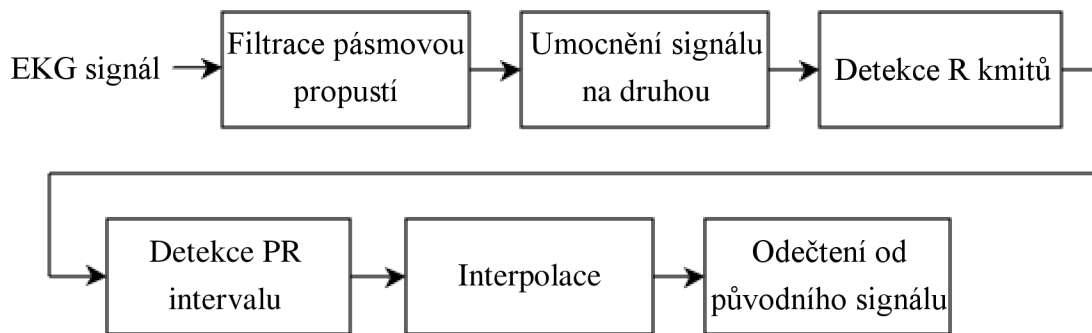 EKG signál
Filtrace pásmovou
propustí
Umocnění signálu
na druhou
Detekce R kmitů
Detekce PR
intervalu
Interpolace
Odečtení od
původního signálu